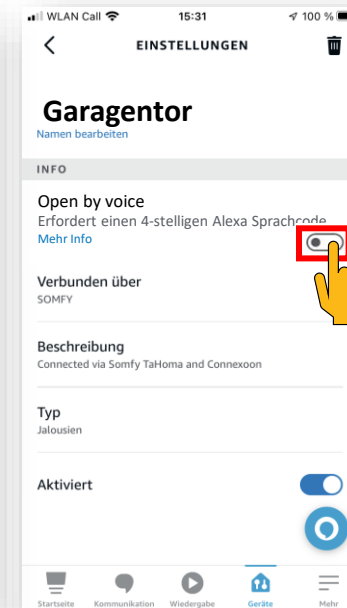 WLAN Call 15:31 100 %
EINSTELLUNGEN
Garagentor
Namen bearbeiten
INFO
Open by voice
Erfordert einen 4-stelligen Alexa Sprachcode
Mehr Info
Verbunden über
SOMFY
Beschreibung
Connected via Somfy TaHoma and Connexoon
Typ
Jalousien
Aktiviert
Startseite Kommunikation Wiedergabe Geräte Mehr